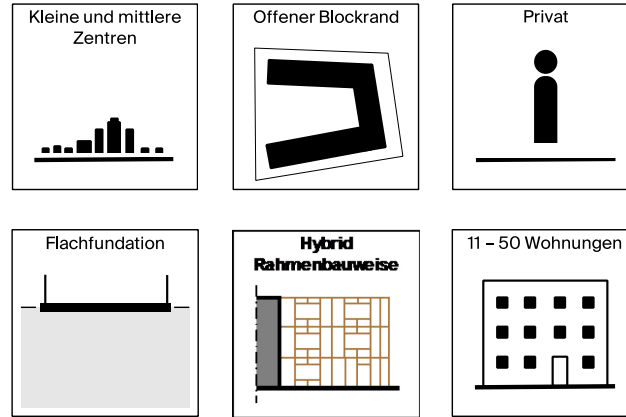 Kleine und mittlere
Zentren
Offener Blockrand
Privat
Flachfundation
Hybrid
Rahmenbauweise
11 – 50 Wohnungen